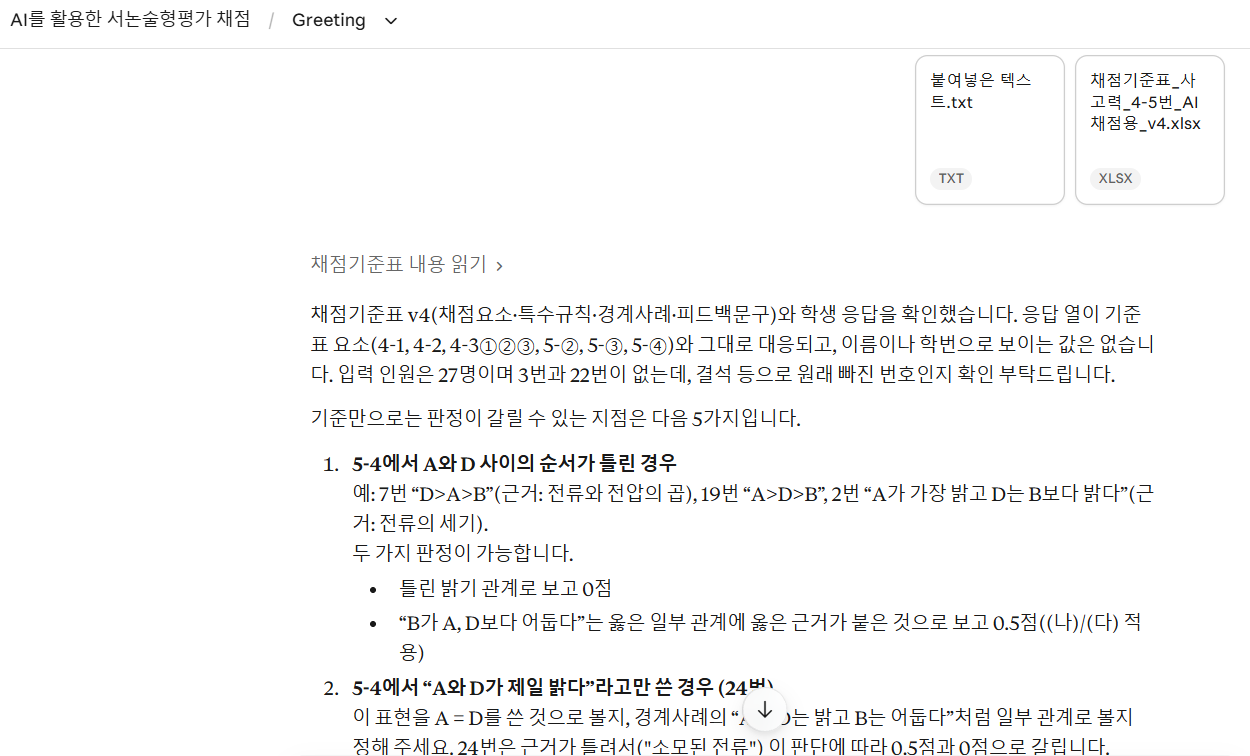 AI를 활용한 서논술형평가 채점 / Greeting
붙여넣은 텍스
트.txt
TXT
채점기준표_사
고력_4-5번_AI
채점용_v4.xlsx
XLSX
채점기준표 내용 읽기
채점기준표 v4(채점요소·특수규칙·경계사례·피드백문구)와 학생 응답을 확인했습니다. 응답 열이 기준
표 요소(4-1, 4-2, 4-3①②③, 5-②, 5-③, 5-④)와 그대로 대응되고, 이름이나 학번으로 보이는 값은 없습니
다. 입력 인원은 27명이며 3번과 22번이 없는데, 결석 등으로 원래 빠진 번호인지 확인 부탁드립니다.
기준만으로는 판정이 갈릴 수 있는 지점은 다음 5가지입니다.
1. 5-4에서 A와 D 사이의 순서가 틀린 경우
예: 7번 “D>A>B”(근거: 전류와 전압의 곱), 19번 “A>D>B”, 2번 “A가 가장 밝고 D는 B보다 밝다”(근
거: 전류의 세기).
두 가지 판정이 가능합니다.
• 틀린 밝기 관계로 보고 0점
• “B가 A, D보다 어둡다”는 옳은 일부 관계에 옳은 근거가 붙은 것으로 보고 0.5점((나)/(다) 적
용)
2. 5-4에서 “A와 D가 제일 밝다”라고만 쓴 경우 (24번)
이 표현을 A = D를 쓴 것으로 볼지, 경계사례의 “A, D는 밝고 B는 어둡다”처럼 일부 관계로 볼지
정해 주세요. 24번은 근거가 틀려서("소모된 전류") 이 판단에 따라 0.5점과 0점으로 갈립니다.